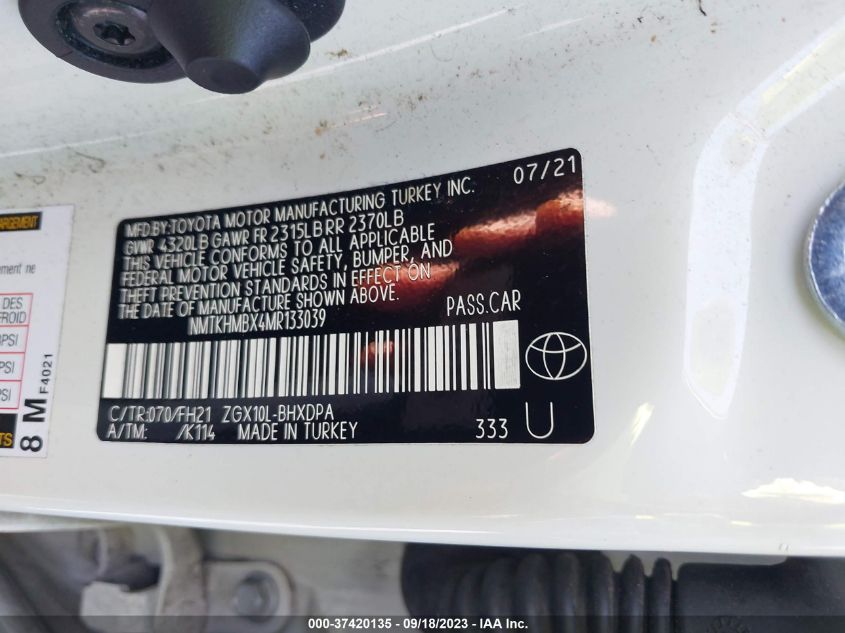 07/21
MFD.BY:TOYOTA MOTOR MANUFACTURING TURKEY INC.
GVWR 4320LB GAWR FR 2315LB RR 2370LB
THIS VEHICLE CONFORMS TO ALL APPLICABLE
FEDERAL MOTOR VEHICLE SAFETY, BUMPER, AND
THEFT PREVENTION STANDARDS IN EFFECT ON
THE DATE OF MANUFACTURE SHOWN ABOVE.
NMTKHMBX4MR133039 PASS.CAR
C/TR:070/FH21 ZGX10L-BHXDPA
A/TM: /K114 MADE IN TURKEY 333 U
ement ne
DES
PSI
PSI
PSI
8 M F4021
000-37420135 - 09/18/2023 - IAA Inc.